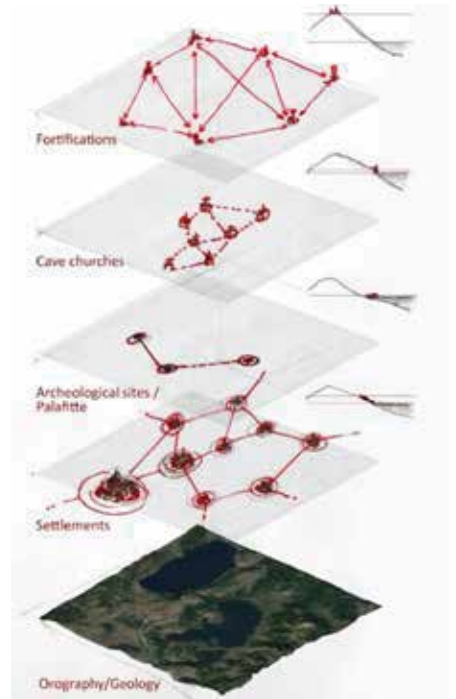 Fortifications
Cave churches
Archeological sites /
Palafitte
Settlements
Orography/Geology